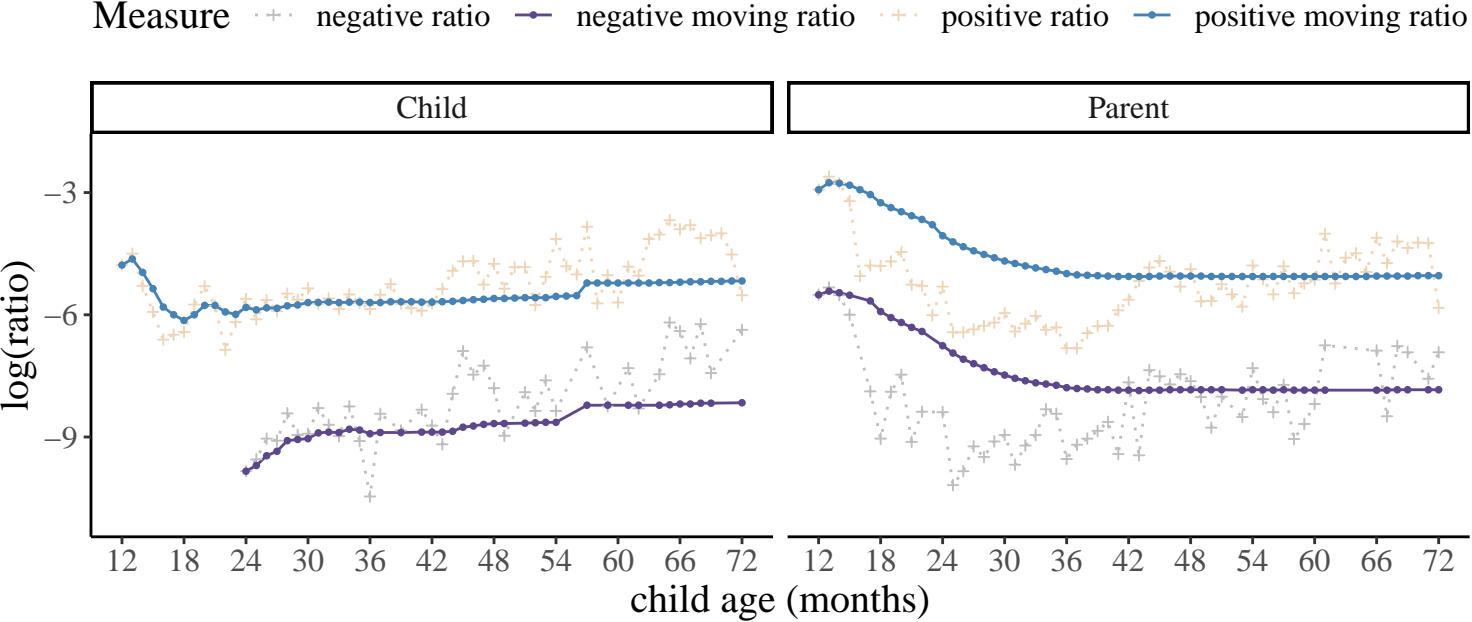 Measure negative ratio negative moving ratio positive ratio positive moving ratio
Child Parent
log(ratio)
−3
−6
−9
12 18 24 30 36 42 48 54 60 66 72 12 18 24 30 36 42 48 54 60 66 72
child age (months)